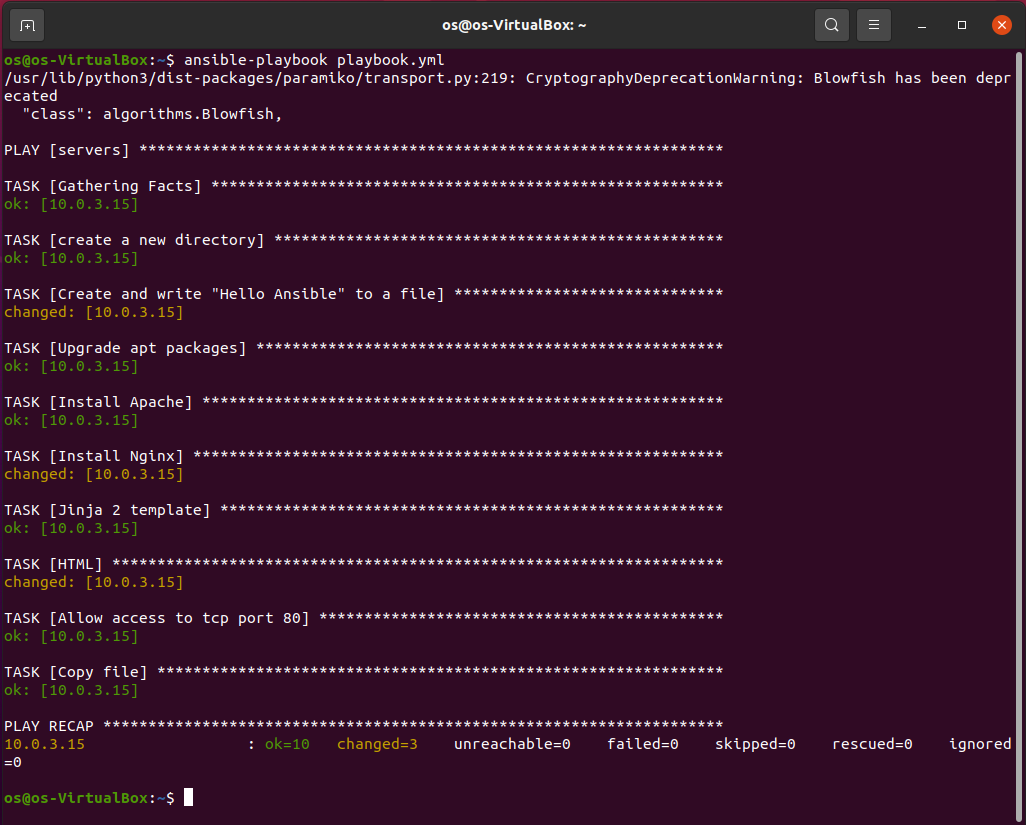 os@os-VirtualBox: ~
os@os-VirtualBox:~$ ansible-playbook playbook.yml
/usr/lib/python3/dist-packages/paramiko/transport.py:219: CryptographyDeprecationWarning: Blowfish has been depr
ecated
  "class": algorithms.Blowfish,
PLAY [servers] *****************************************************************
TASK [Gathering Facts] *********************************************************
ok: [10.0.3.15]
TASK [create a new directory] **************************************************
ok: [10.0.3.15]
TASK [Create and write "Hello Ansible" to a file] ******************************
changed: [10.0.3.15]
TASK [Upgrade apt packages] ****************************************************
ok: [10.0.3.15]
TASK [Install Apache] **********************************************************
ok: [10.0.3.15]
TASK [Install Nginx] ***********************************************************
changed: [10.0.3.15]
TASK [Jinja 2 template] ********************************************************
ok: [10.0.3.15]
TASK [HTML] ********************************************************************
changed: [10.0.3.15]
TASK [Allow access to tcp port 80] *********************************************
ok: [10.0.3.15]
TASK [Copy file] ***************************************************************
ok: [10.0.3.15]
PLAY RECAP *********************************************************************
10.0.3.15                  : ok=10   changed=3    unreachable=0    failed=0    skipped=0    rescued=0    ignored
=0
os@os-VirtualBox:~$